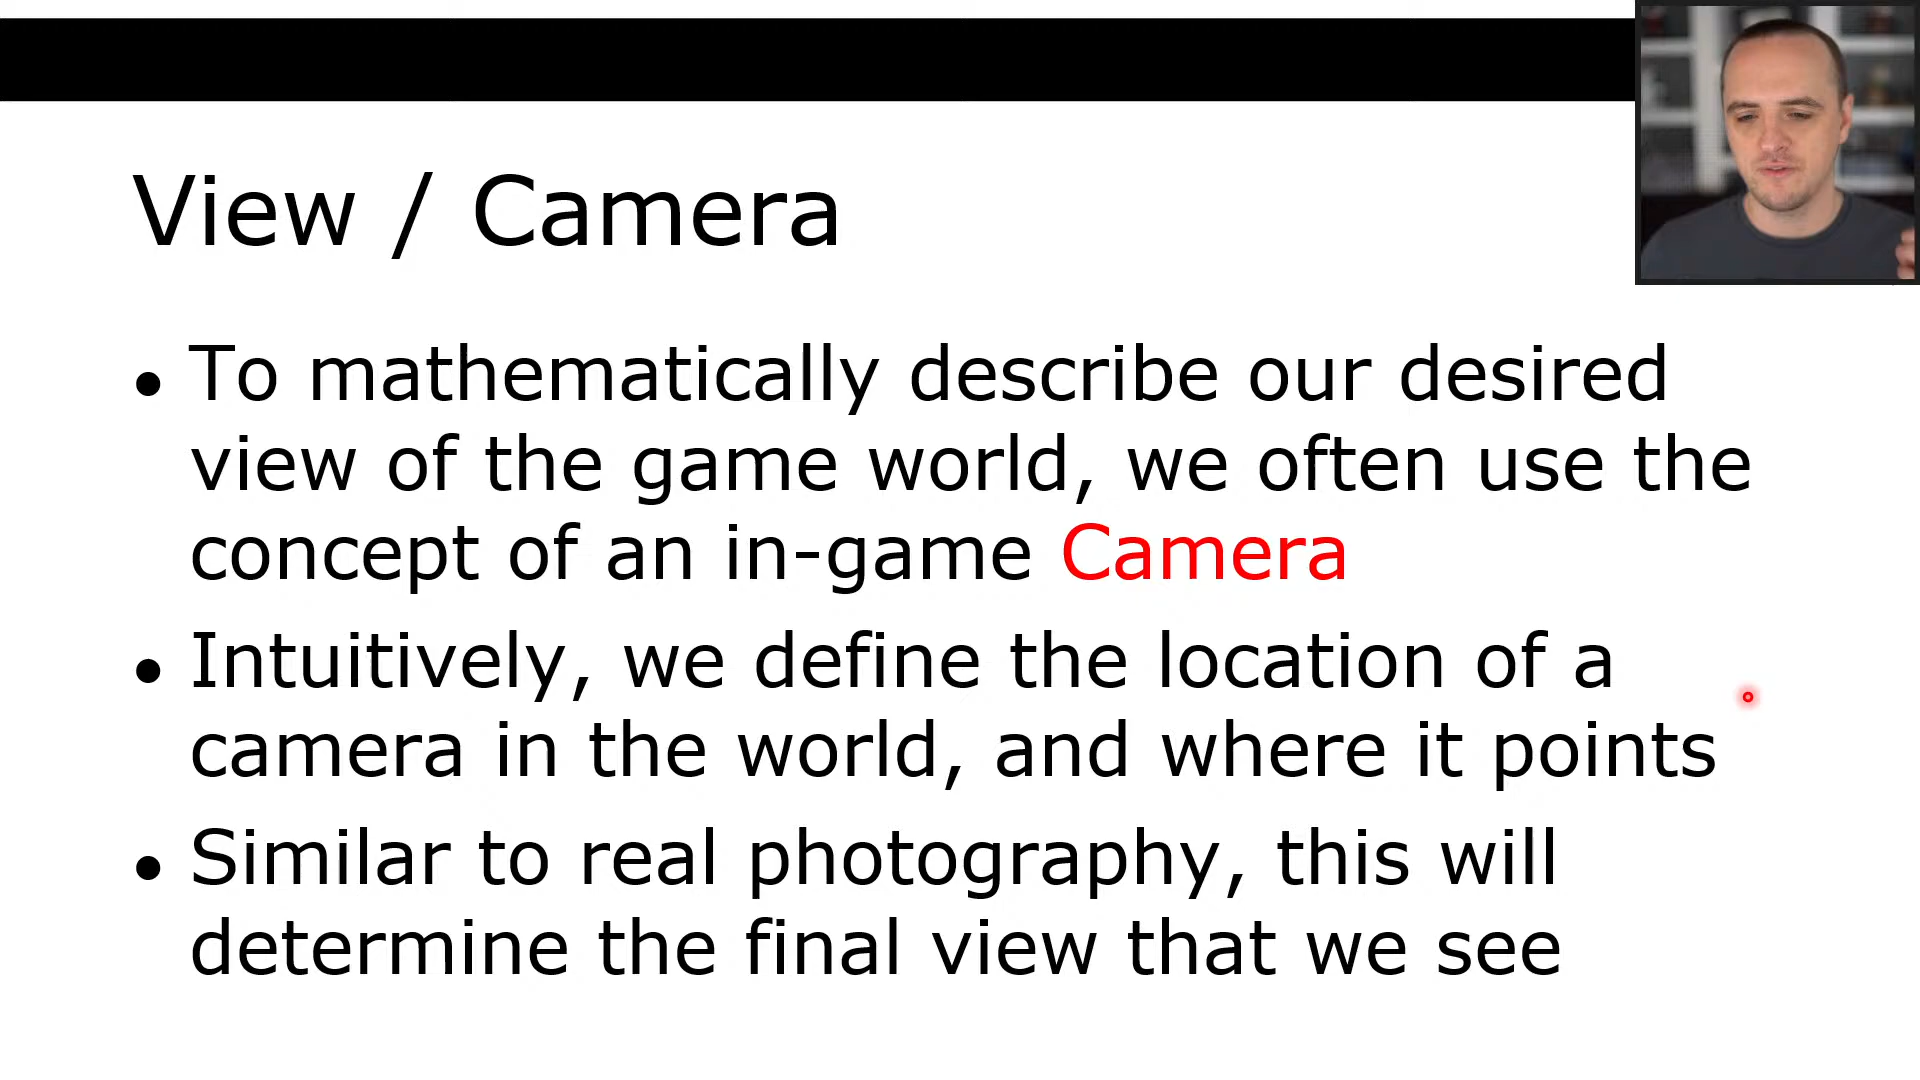 View / Camera
• To mathematically describe our desired
view of the game world, we often use the
concept of an in-game Camera
• Intuitively, we define the location of a
camera in the world, and where it points
• Similar to real photography, this will
determine the final view that we see